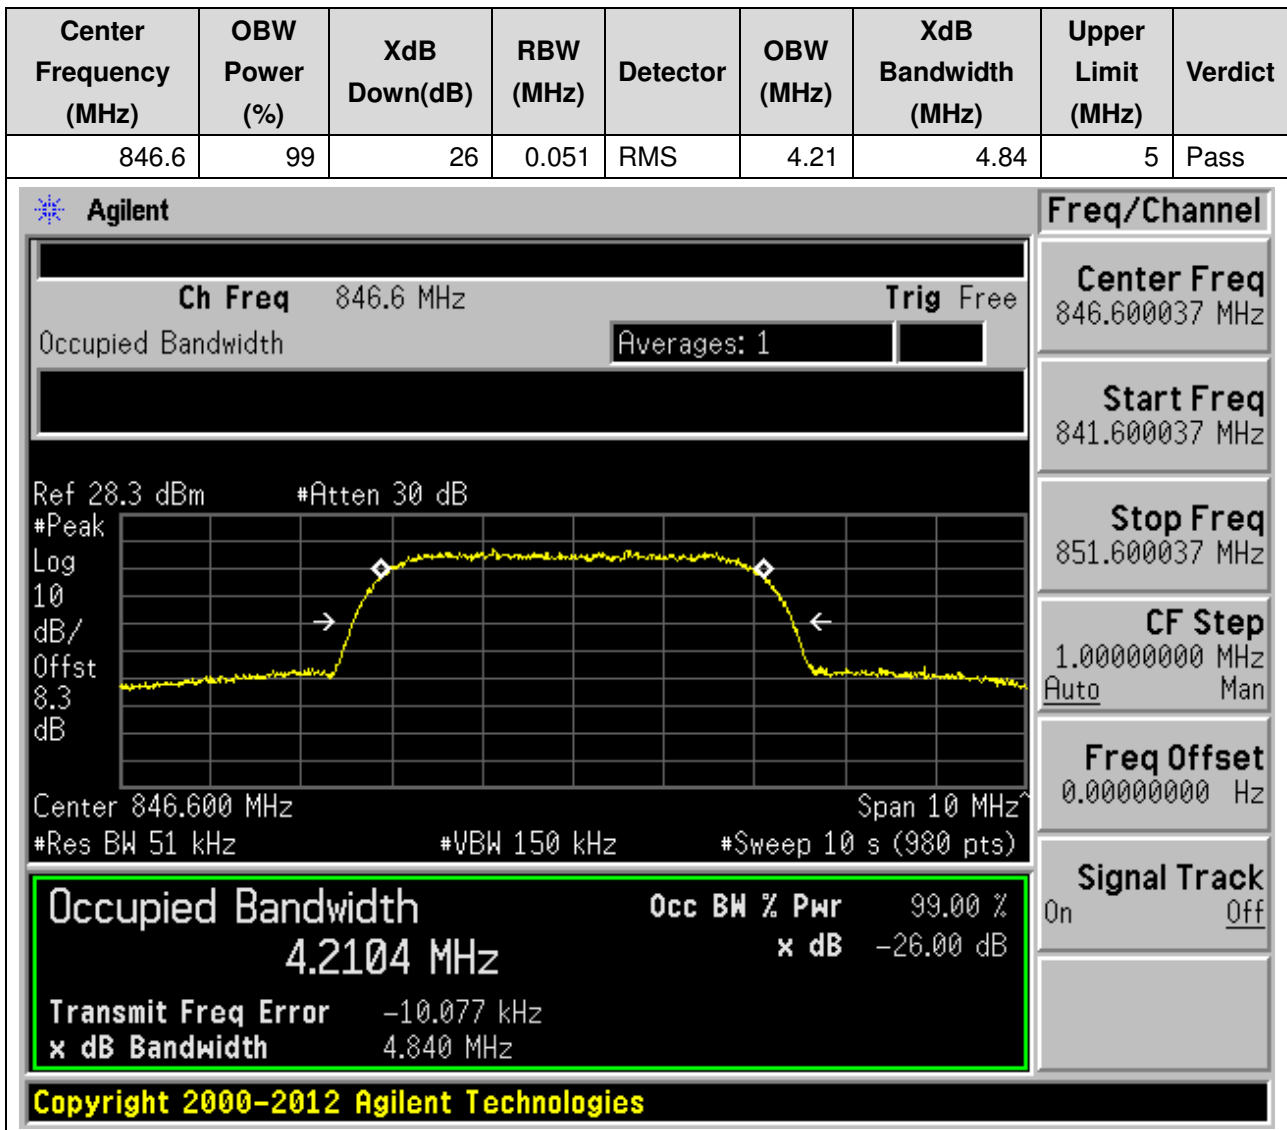 Center Frequency (MHz) OBW Power (%) XdB Down(dB) RBW (MHz) Detector OBW (MHz) XdB Bandwidth (MHz) Upper Limit (MHz) Verdict
846.6 99 26 0.051 RMS 4.21 4.84 5 Pass
Agilent
Freq/Channel
Ch Freq 846.6 MHz Trig Free
Occupied Bandwidth Averages: 1
Center Freq
846.600037 MHz
Start Freq
841.600037 MHz
Stop Freq
851.600037 MHz
CF Step
1.00000000 MHz
Auto Man
Freq Offset
0.00000000 Hz
Signal Track
On Off
Ref 28.3 dBm #Atten 30 dB
#Peak
Log
10
dB/
Offst
8.3
dB
Center 846.600 MHz Span 10 MHz^
#Res BW 51 kHz #VBW 150 kHz #Sweep 10 s (980 pts)
Occupied Bandwidth Occ BW % Pwr 99.00 %
4.2104 MHz x dB -26.00 dB
Transmit Freq Error -10.077 kHz
x dB Bandwidth 4.840 MHz
Copyright 2000-2012 Agilent Technologies